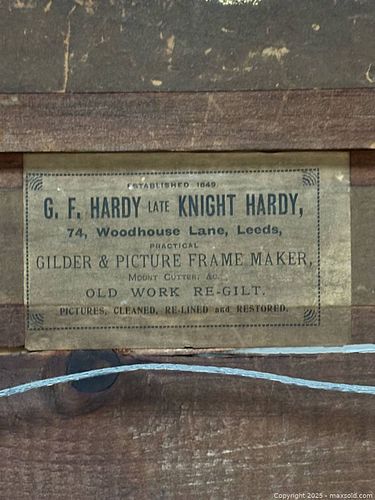 ESTABLISHED 1849
G. F. HARDY LATE KNIGHT HARDY,
74, Woodhouse Lane, Leeds,
PRACTICAL
GILDER & PICTURE FRAME MAKER,
MOUNT CUTTER, &c.
OLD WORK RE-GILT.
PICTURES, CLEANED, RE-LINED and RESTORED.
Copyright 2025 - maxsold.com